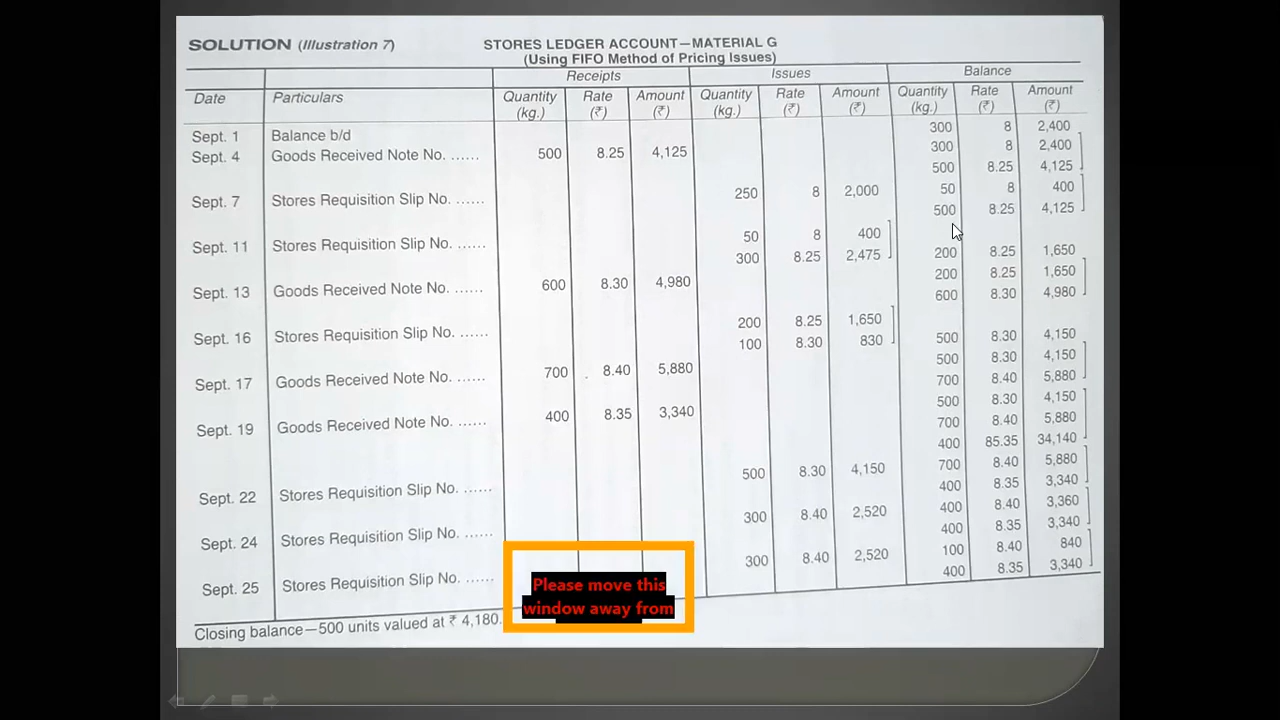 SOLUTION (Illustration 7) STORES LEDGER ACCOUNT—MATERIAL G
(Using FIFO Method of Pricing Issues)
Receipts Issues Balance
Date Particulars Quantity Rate Amount Quantity Rate Amount Quantity Rate Amount
(kg.) (₹) (₹) (kg.) (₹) (₹) (kg.) (₹) (₹)
Sept. 1 Balance b/d 300 8 2,400
Sept. 4 Goods Received Note No. ...... 500 8.25 4,125 300 8 2,400
500 8.25 4,125
Sept. 7 Stores Requisition Slip No. ...... 250 8 2,000 50 8 400
500 8.25 4,125
Sept. 11 Stores Requisition Slip No. ...... 50 8 400
300 8.25 2,475 200 8.25 1,650
Sept. 13 Goods Received Note No. ...... 600 8.30 4,980 200 8.25 1,650
600 8.30 4,980
Sept. 16 Stores Requisition Slip No. ...... 200 8.25 1,650
100 8.30 830 500 8.30 4,150
Sept. 17 Goods Received Note No. ...... 700 8.40 5,880 500 8.30 4,150
700 8.40 5,880
Sept. 19 Goods Received Note No. ...... 400 8.35 3,340 500 8.30 4,150
700 8.40 5,880
400 85.35 34,140
Sept. 22 Stores Requisition Slip No. ...... 500 8.30 4,150 700 8.40 5,880
400 8.35 3,340
Sept. 24 Stores Requisition Slip No. ...... 300 8.40 2,520 400 8.40 3,360
400 8.35 3,340
Sept. 25 Stores Requisition Slip No. ...... 300 8.40 2,520 100 8.40 840
400 8.35 3,340
Closing balance—500 units valued at ₹ 4,180.
Please move this
window away from